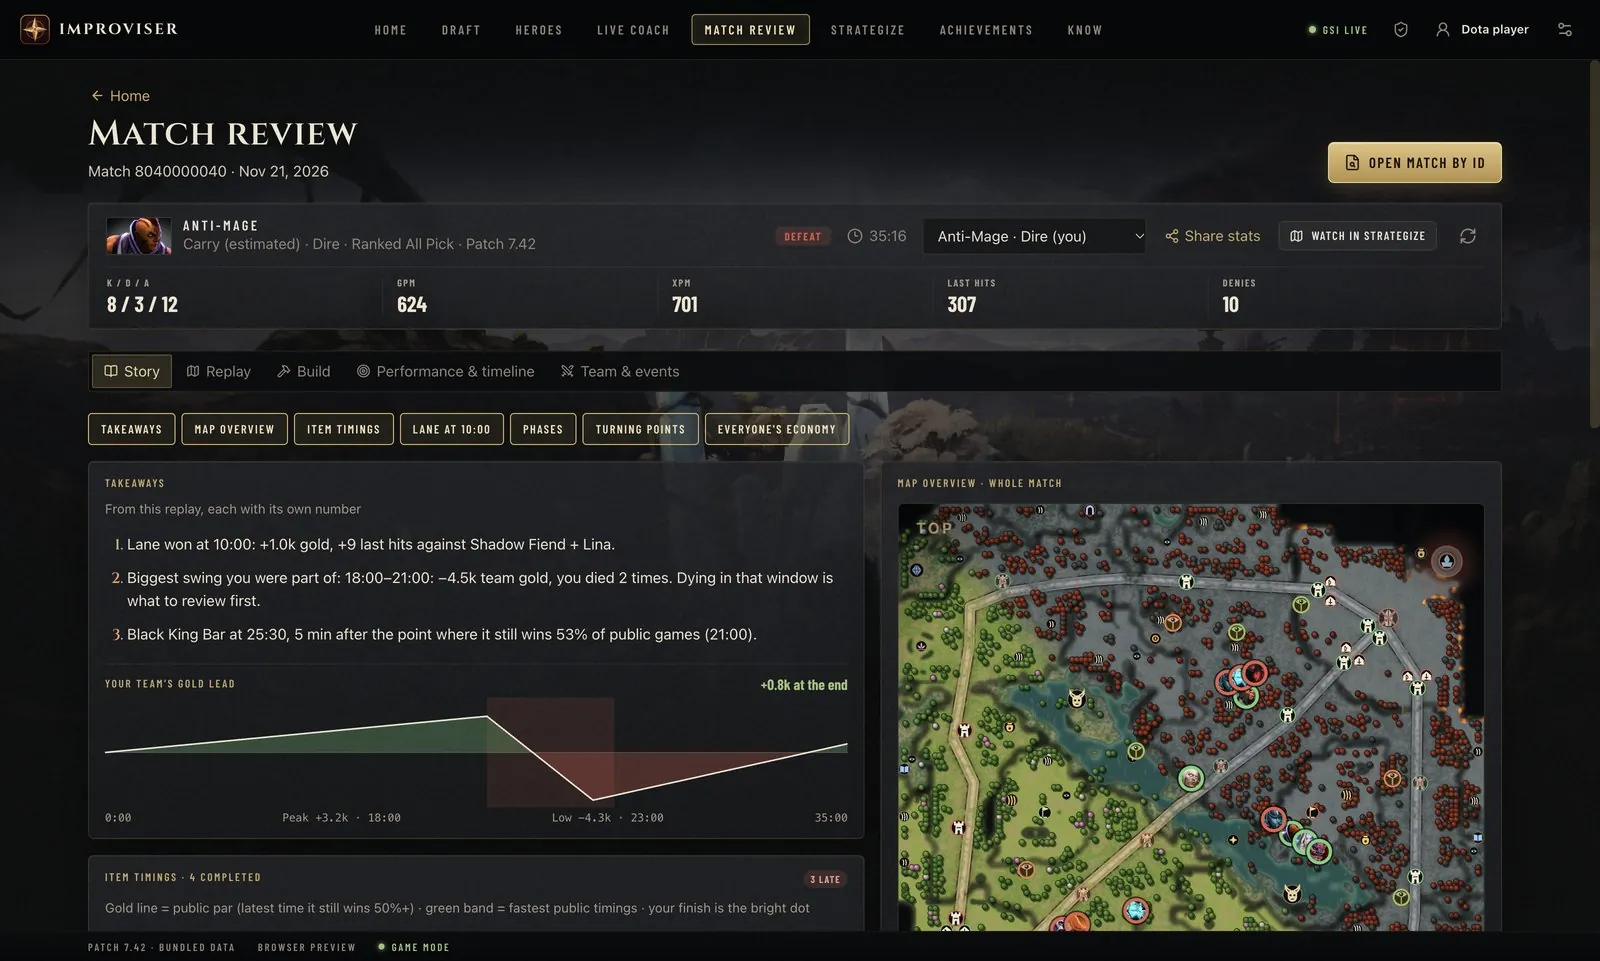 IMPROVISER
HOME
DRAFT
HEROES
LIVE COACH
MATCH REVIEW
STRATEGIZE
ACHIEVEMENTS
KNOW
GSI LIVE
Dota player
← Home
MATCH REVIEW
Match 8040000040 · Nov 21, 2026
OPEN MATCH BY ID
ANTI-MAGE
Carry (estimated) · Dire · Ranked All Pick · Patch 7.42
DEFEAT
35:16
Anti-Mage · Dire (you)
Share stats
WATCH IN STRATEGIZE
K / D / A
8 / 3 / 12
GPM
624
XPM
701
LAST HITS
307
DENIES
10
Story
Replay
Build
Performance & timeline
Team & events
TAKEAWAYS
MAP OVERVIEW
ITEM TIMINGS
LANE AT 10:00
PHASES
TURNING POINTS
EVERYONE'S ECONOMY
TAKEAWAYS
From this replay, each with its own number
1. Lane won at 10:00: +1.0k gold, +9 last hits against Shadow Fiend + Lina.
2. Biggest swing you were part of: 18:00–21:00: −4.5k team gold, you died 2 times. Dying in that window is
what to review first.
3. Black King Bar at 25:30, 5 min after the point where it still wins 53% of public games (21:00).
YOUR TEAM'S GOLD LEAD
+0.8k at the end
0:00
Peak +3.2k · 18:00
Low −4.3k · 23:00
35:00
ITEM TIMINGS · 4 COMPLETED
3 LATE
Gold line = public par (latest time it still wins 50%+) · green band = fastest public timings · your finish is the bright dot
MAP OVERVIEW · WHOLE MATCH
TOP
PATCH 7.42 · BUNDLED DATA
BROWSER PREVIEW
GAME MODE